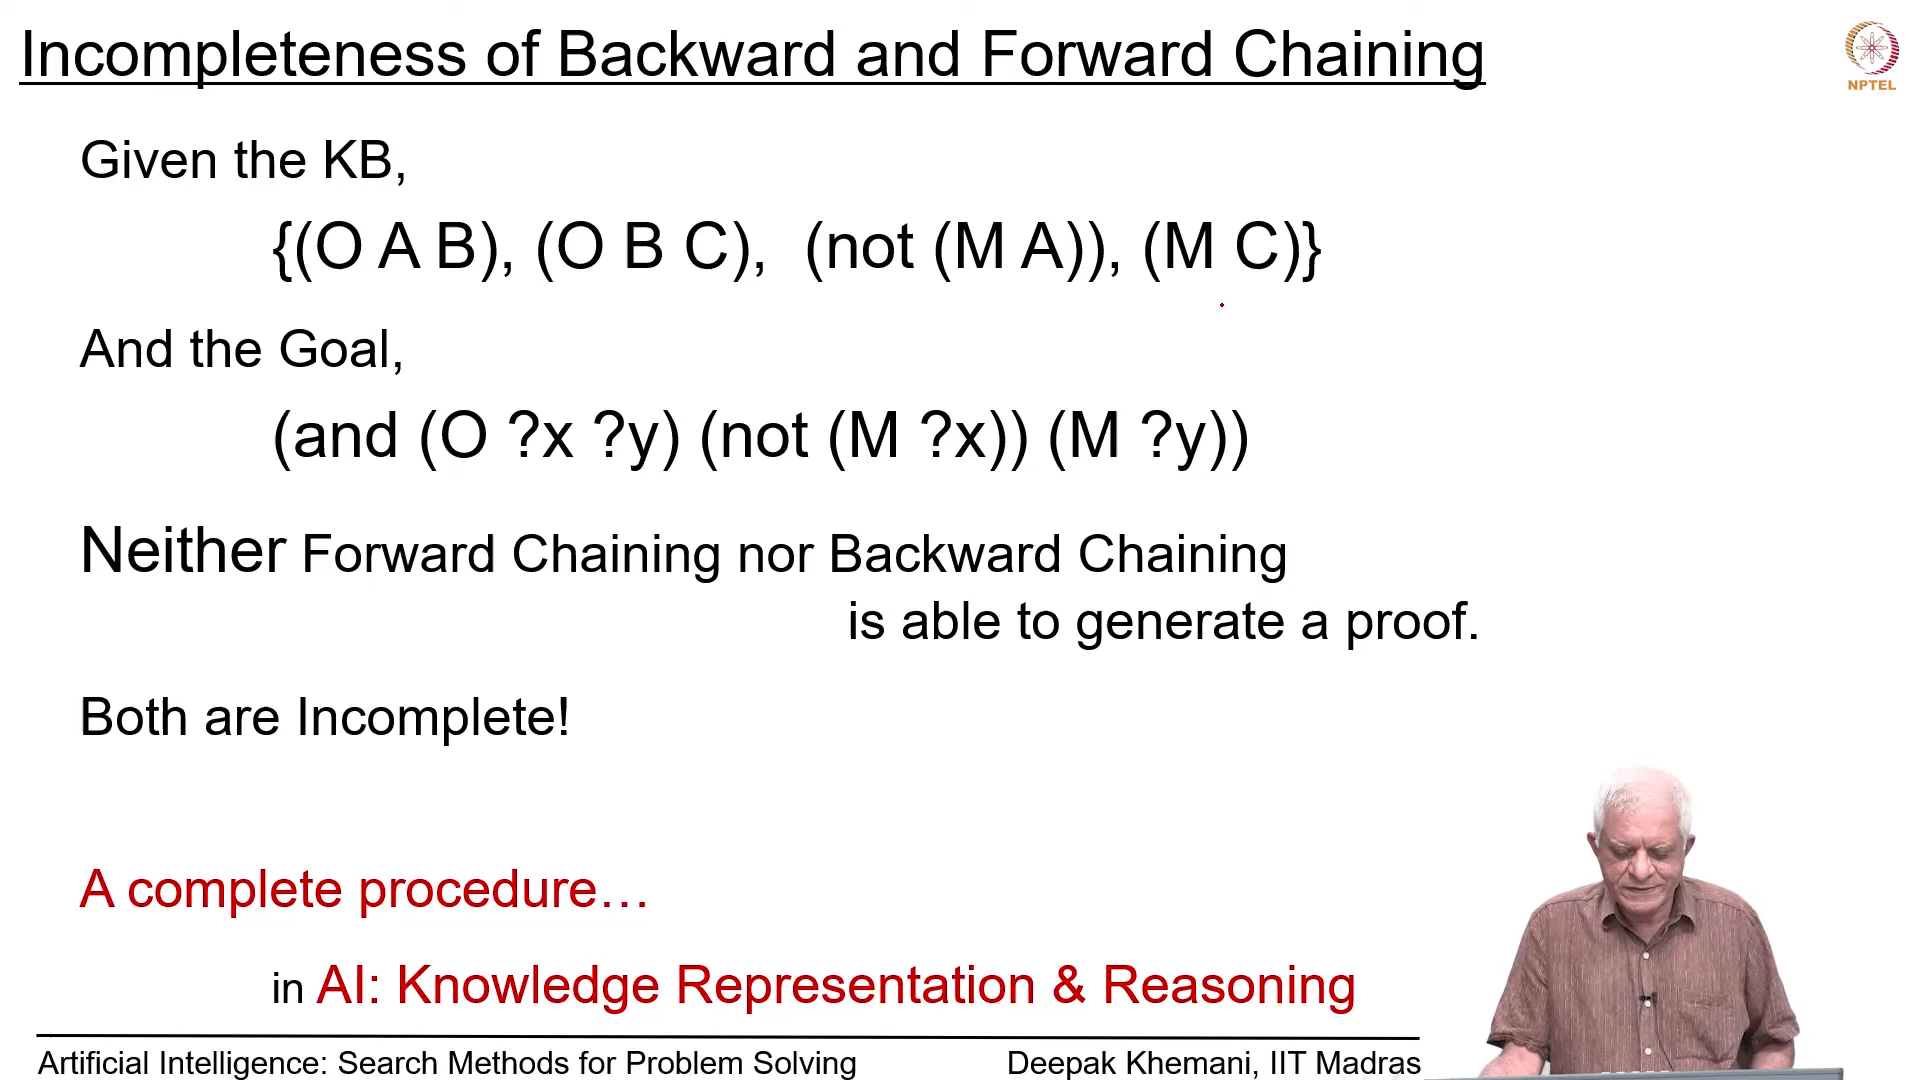 Incompleteness of Backward and Forward Chaining
NPTEL
Given the KB,
{(O A B), (O B C), (not (M A)), (M C)}
And the Goal,
(and (O ?x ?y) (not (M ?x)) (M ?y))
Neither Forward Chaining nor Backward Chaining
is able to generate a proof.
Both are Incomplete!
A complete procedure…
in AI: Knowledge Representation & Reasoning
Artificial Intelligence: Search Methods for Problem Solving
Deepak Khemani, IIT Madras